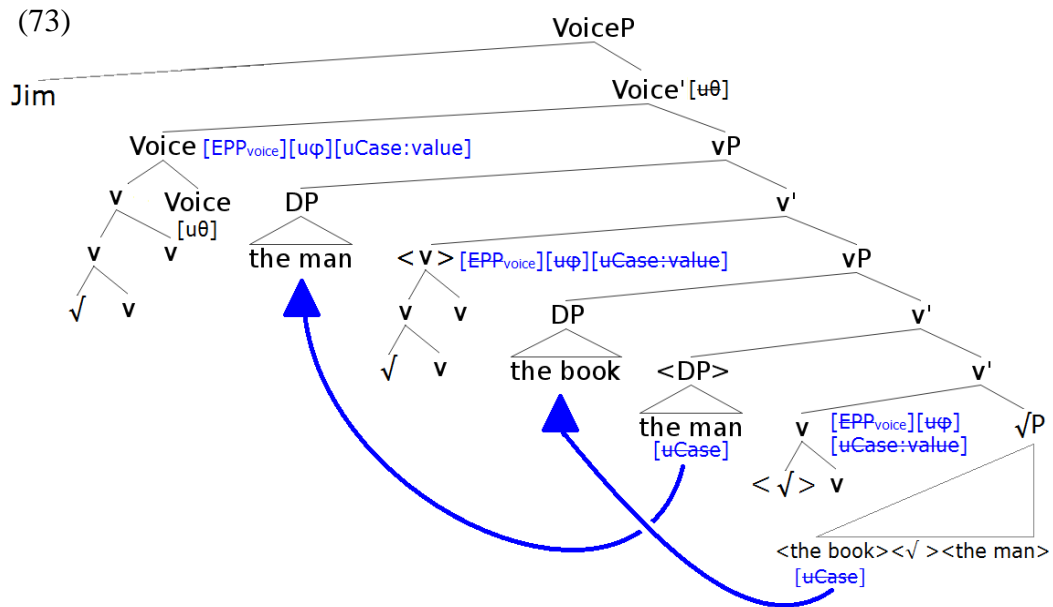 (73)
VoiceP
Jim
Voice' [uθ]
Voice [EPPvoice][uφ][uCase:value]
vP
v
Voice
[uθ]
DP
v'
v
v
the man
<v> [EPPvoice][uφ][uCase:value]
vP
√
v
v
v
DP
v'
√
v
the book
<DP>
v'
the man
[uCase]
v
[EPPvoice][uφ]
[uCase:value]
√P
<√>
v
<the book><√><the man>
[uCase]